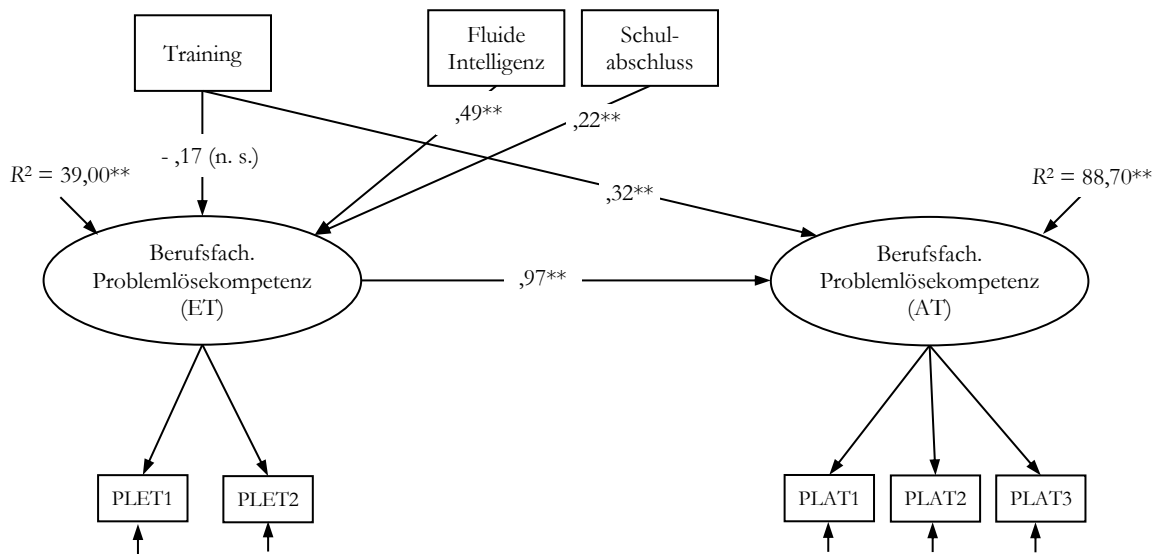 Training
Fluide
Intelligenz
Schul-
abschluss
,49**
,22**
- ,17 (n. s.)
R² = 39,00**
,32**
R² = 88,70**
Berufsfach.
Problemlösekompetenz
(ET)
,97**
Berufsfach.
Problemlösekompetenz
(AT)
PLET1
PLET2
PLAT1
PLAT2
PLAT3